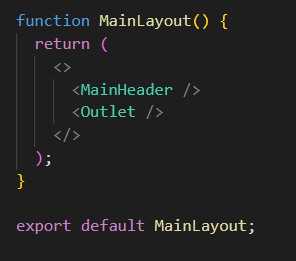 function MainLayout() {
  return (
    <>
      <MainHeader />
      <Outlet />
    </>
  );
}

export default MainLayout;